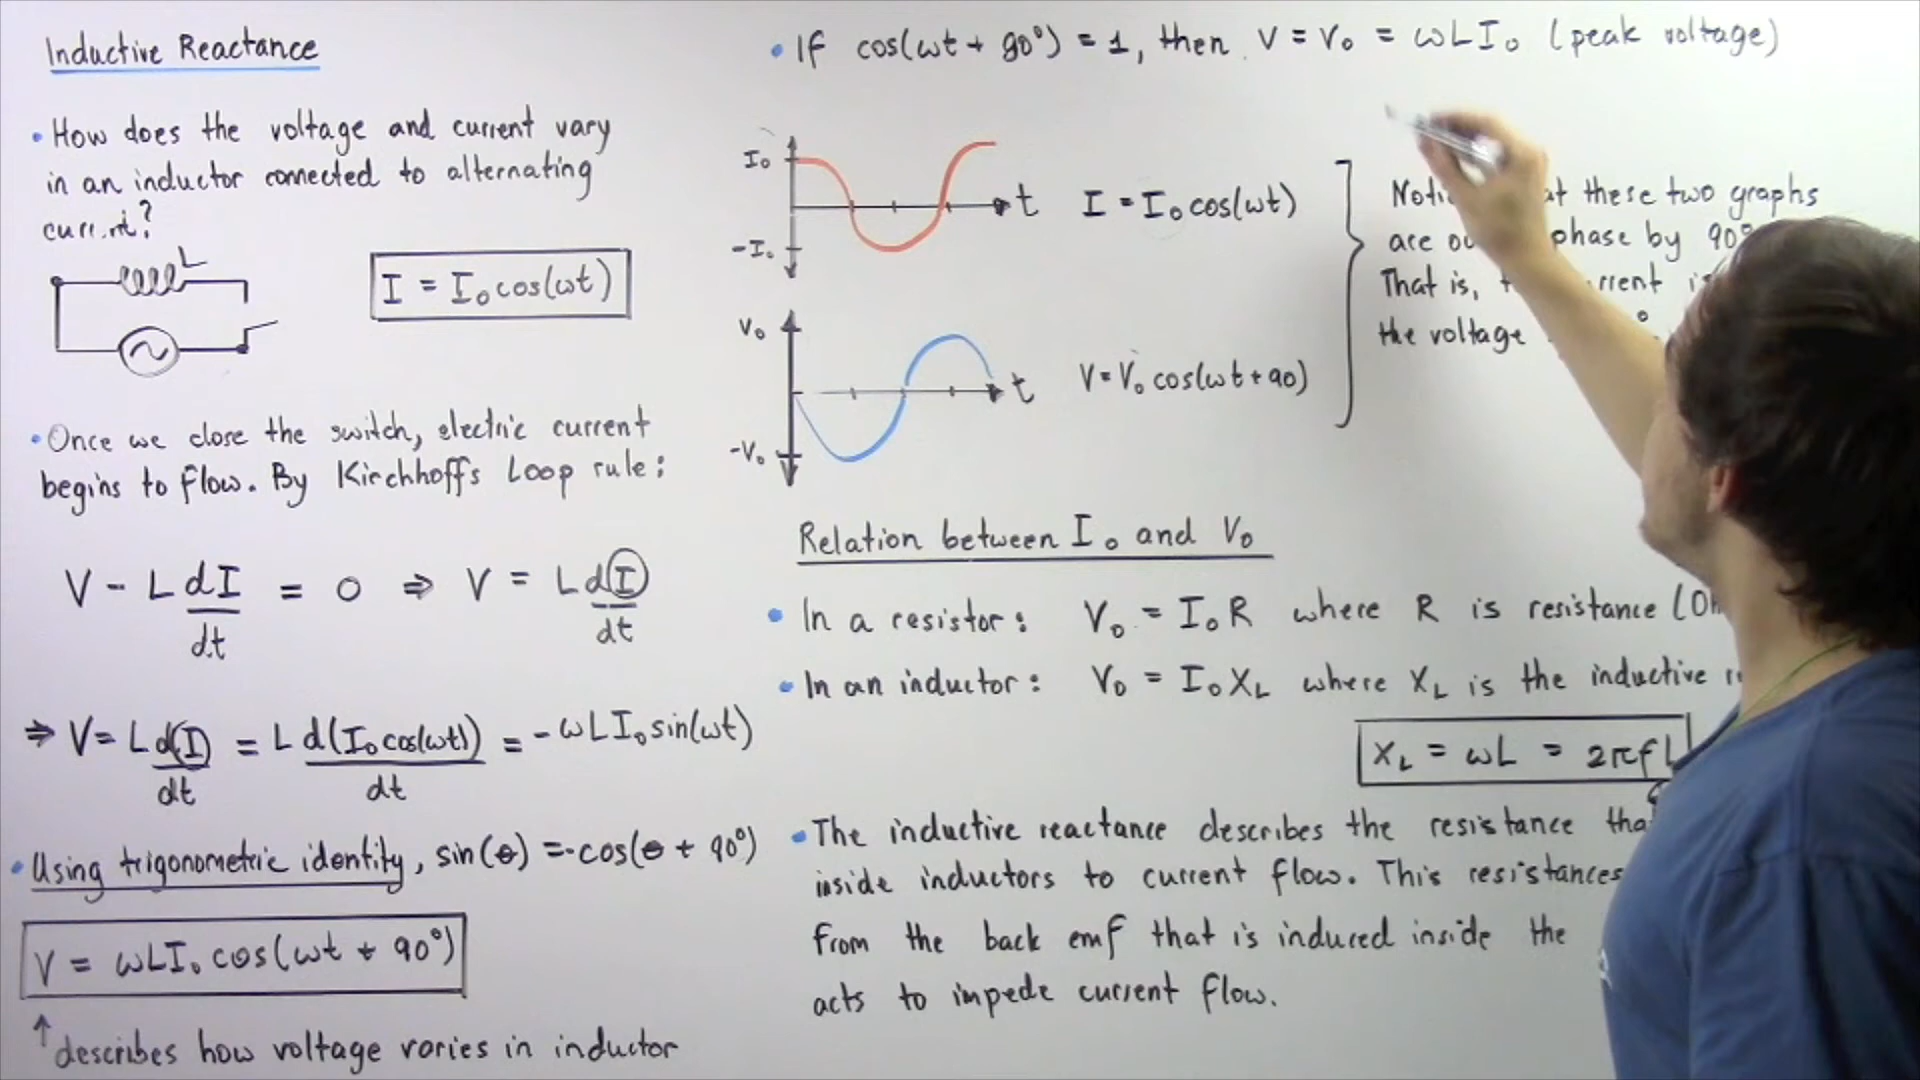 Inductive Reactance
• How does the voltage and current vary
in an inductor connected to alternating
current?
L
I = I₀cos(ωt)
• Once we close the switch, electric current
begins to flow. By Kirchhoff's Loop rule:
V - L dI/dt = 0 ⇒ V = L dI/dt
⇒ V = L d(I)/dt = L d(I₀cos(ωt))/dt = -ωLI₀sin(ωt)
• Using trigonometric identity, sin(θ) = -cos(θ + 90°)
V = ωLI₀cos(ωt + 90°)
↑ describes how voltage varies in inductor
• If cos(ωt + 90°) = 1, then V = V₀ = ωLI₀ (peak voltage)
I₀
-I₀
t
I = I₀cos(ωt)
V₀
-V₀
t
V = V₀cos(ωt + 90)
these two graphs
are phase by 90°
That is,
the voltage
Relation between I₀ and V₀
• In a resistor: V₀ = I₀R where R is resistance
• In an inductor: V₀ = I₀X_L where X_L is the inductive
X_L = ωL = 2πfL
• The inductive reactance describes the resistance
inside inductors to current flow. This resistances
from the back emf that is induced inside the
acts to impede current flow.